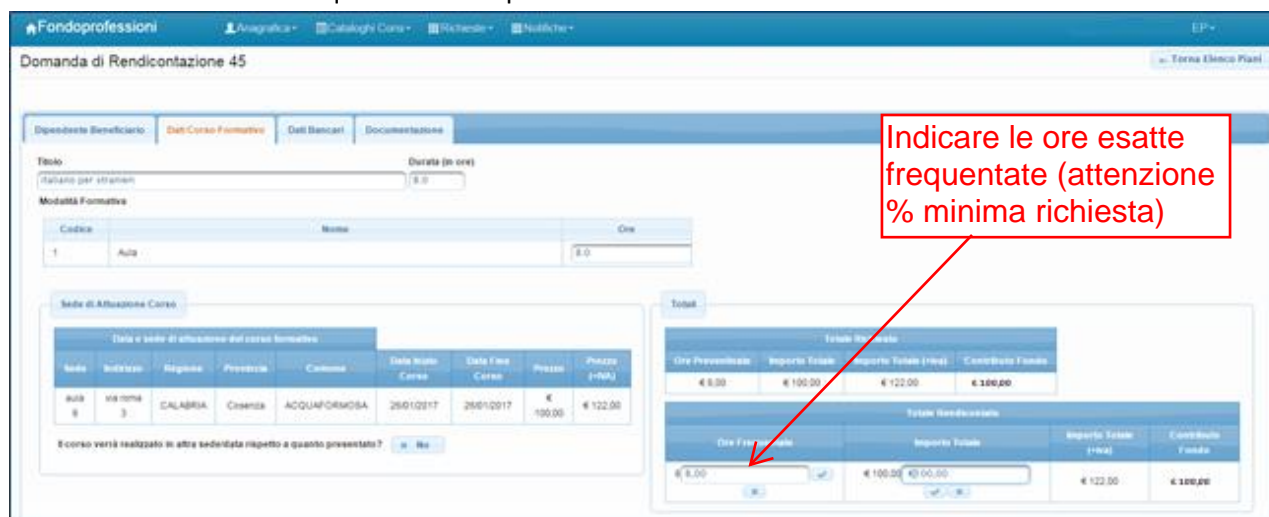 Fondoprofessioni Anagrafica Cataloghi Corsi Richieste Notifiche EP
Domanda di Rendicontazione 45
Torna Elenco Piani
Dipendente Beneficiario Dati Corso Formativo Dati Bancari Documentazione
Indicare le ore esatte
frequentate (attenzione
% minima richiesta)
Titolo Durata (in ore)
italiano per stranieri 8.0
Modalità Formativa
Codice Nome Ore
1 Aula 8.0
Sede di Attuazione Corso
Data e sede di attuazione del corso formativo
Sede Indirizzo Regione Provincia Comune Data Inizio Corso Data Fine Corso Prezzo Prezzo (+IVA)
aula via roma 3 CALABRIA Cosenza ACQUAFORMOSA 26/01/2017 26/01/2017 € 100.00 € 122.00
Il corso verrà realizzato in altra sede/data rispetto a quanto presentato? No
Totali
Totale
Ore Preventivate Importo Totale Importo Totale (+iva) Contributo Fondo
€ 8,00 € 100.00 € 122.00 € 100,00
Totale Rendicontato
Ore Frequentate Importo Totale Importo Totale (+iva) Contributo Fondo
€ 8,00 € 100.00 € 122.00 € 100,00